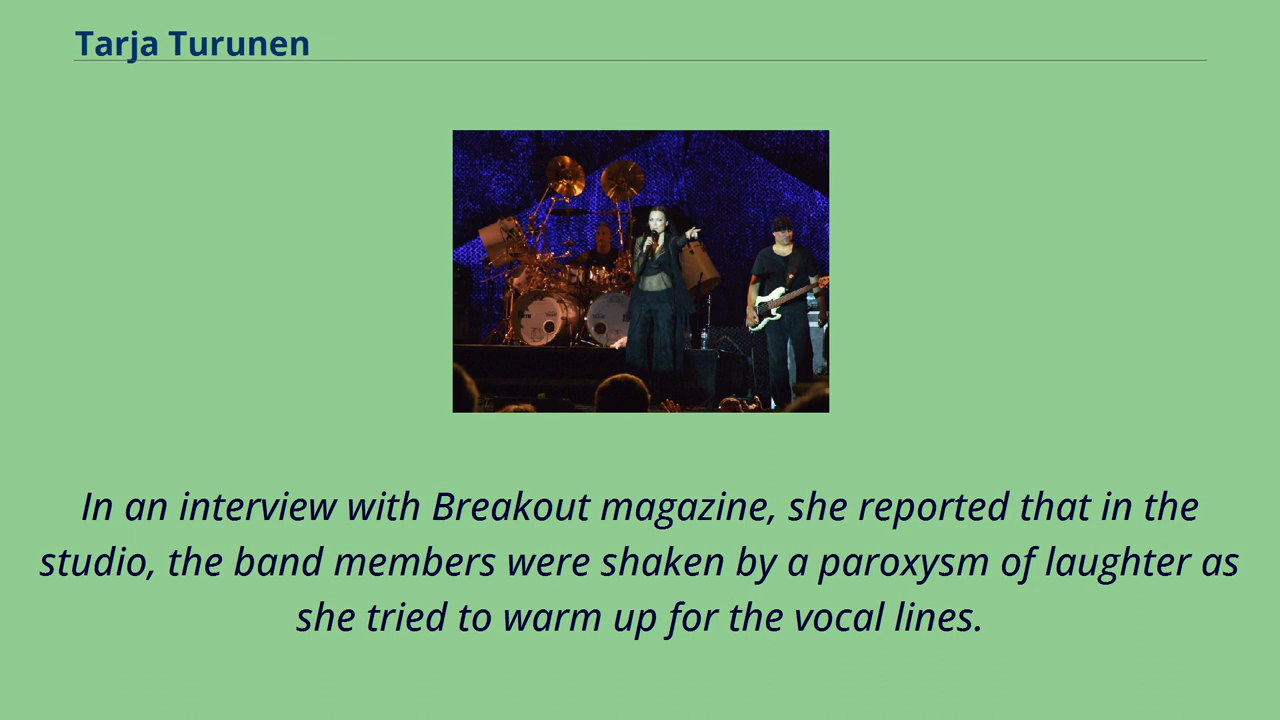 Tarja Turunen
In an interview with Breakout magazine, she reported that in the
studio, the band members were shaken by a paroxysm of laughter as
she tried to warm up for the vocal lines.